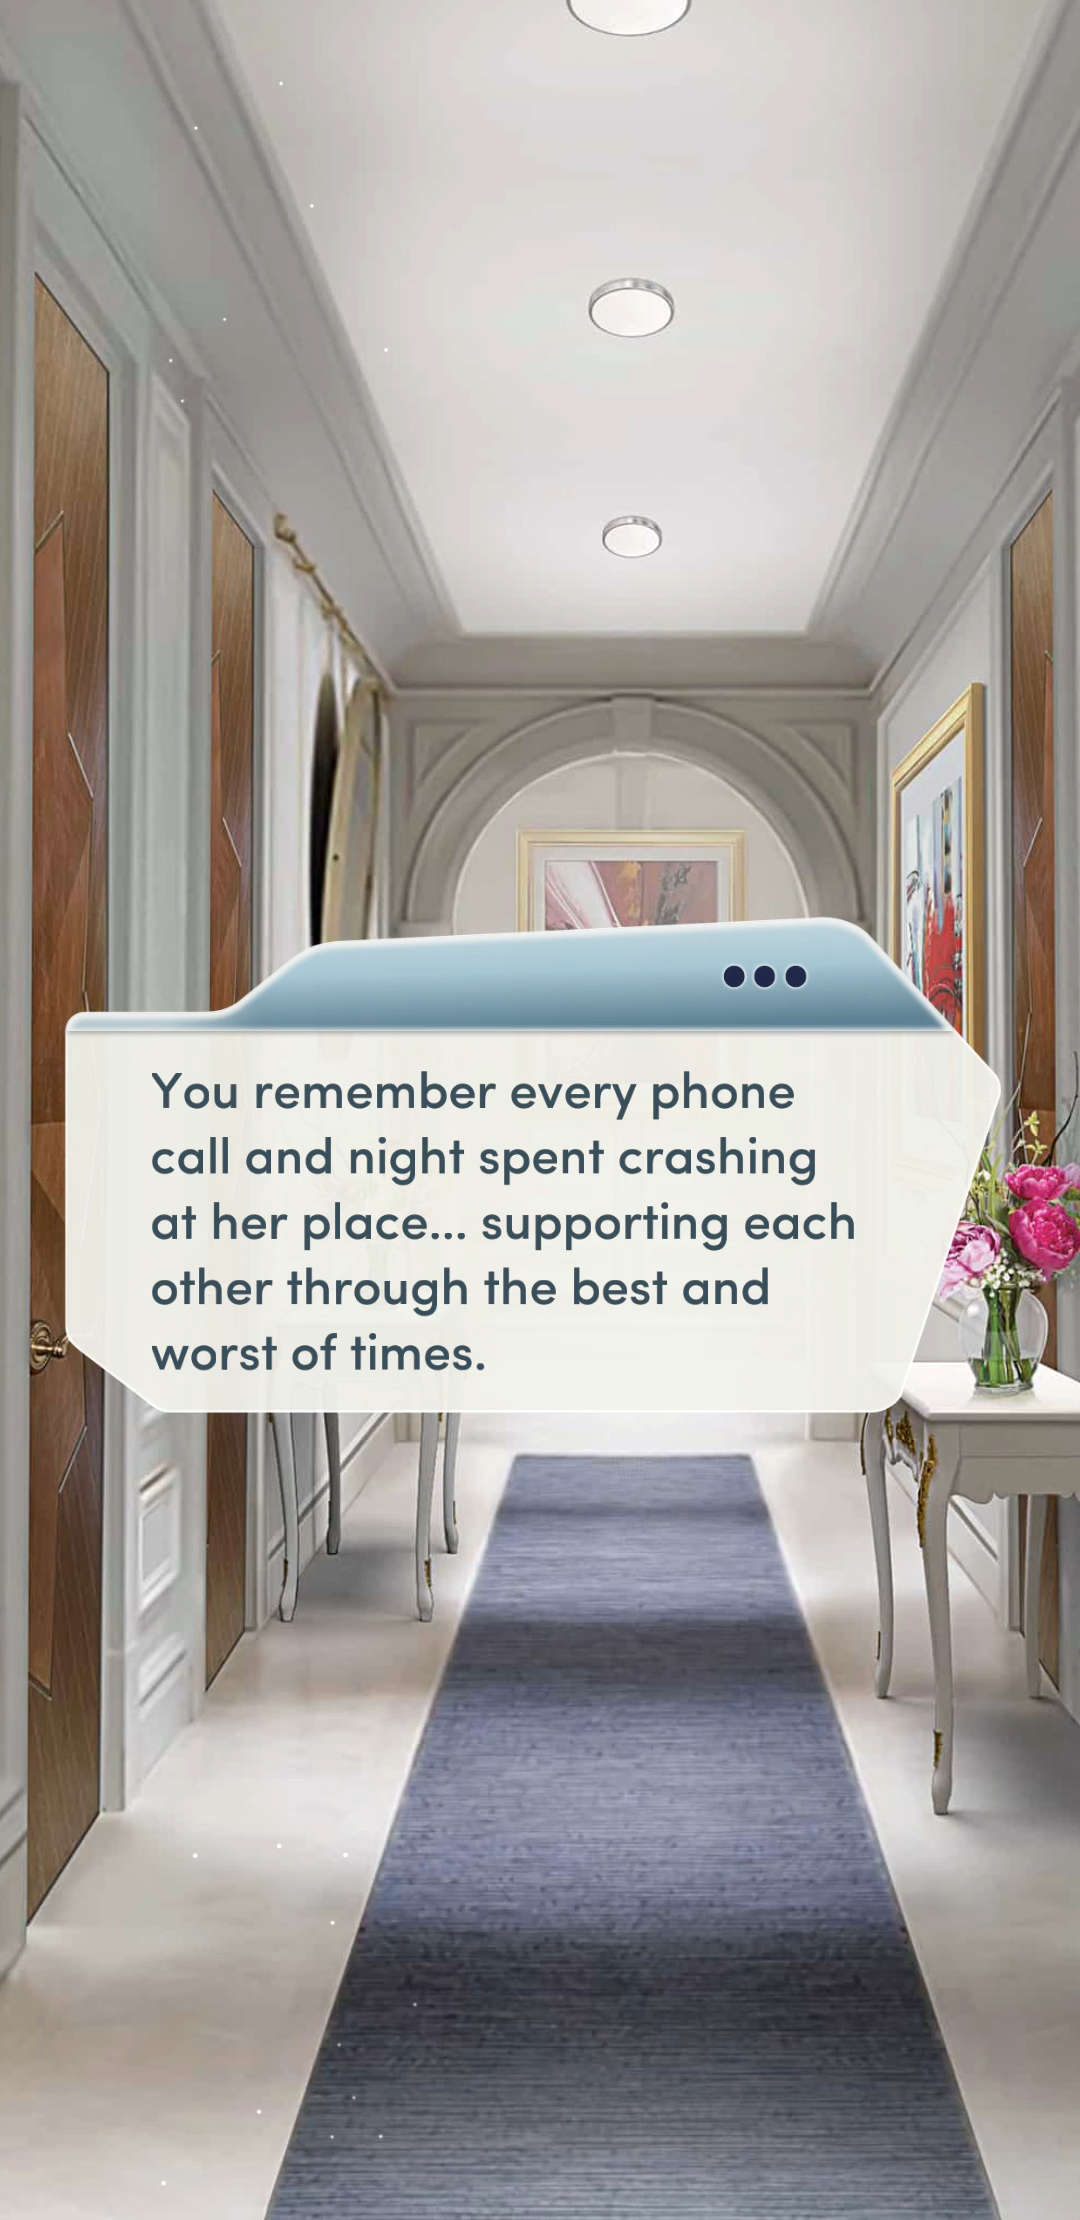 You remember every phone
call and night spent crashing
at her place... supporting each
other through the best and
worst of times.